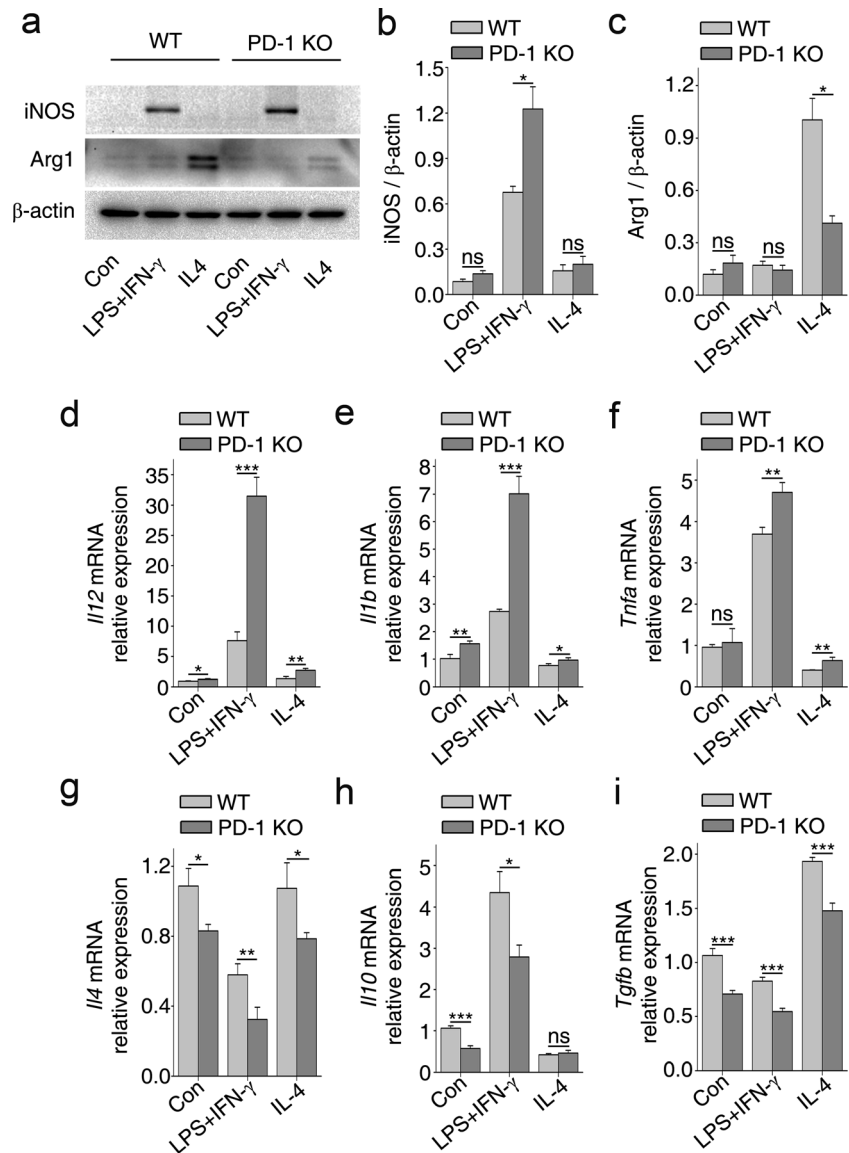 a
WT PD-1 KO
iNOS
Arg1
β-actin
Con LPS+IFN-γ IL4 Con LPS+IFN-γ IL4
b
WT
PD-1 KO
iNOS / β-actin
1.5
1.2
0.9
0.6
0.3
0.0
ns * ns
Con LPS+IFN-γ IL-4
c
WT
PD-1 KO
Arg1 / β-actin
1.2
0.9
0.6
0.3
0.0
ns ns *
Con LPS+IFN-γ IL-4
d
WT
PD-1 KO
Il12 mRNA
relative expression
35
30
25
20
15
10
5
0
* *** **
Con LPS+IFN-γ IL-4
e
WT
PD-1 KO
Il1b mRNA
relative expression
8
7
6
5
4
3
2
1
0
** *** *
Con LPS+IFN-γ IL-4
f
WT
PD-1 KO
Tnfa mRNA
relative expression
5
4
3
2
1
0
ns ** **
Con LPS+IFN-γ IL-4
g
WT
PD-1 KO
Il4 mRNA
relative expression
1.2
0.8
0.4
0.0
* ** *
Con LPS+IFN-γ IL-4
h
WT
PD-1 KO
Il10 mRNA
relative expression
5
4
3
2
1
0
*** * ns
Con LPS+IFN-γ IL-4
i
WT
PD-1 KO
Tgfb mRNA
relative expression
2.0
1.5
1.0
0.5
0.0
*** *** ***
Con LPS+IFN-γ IL-4